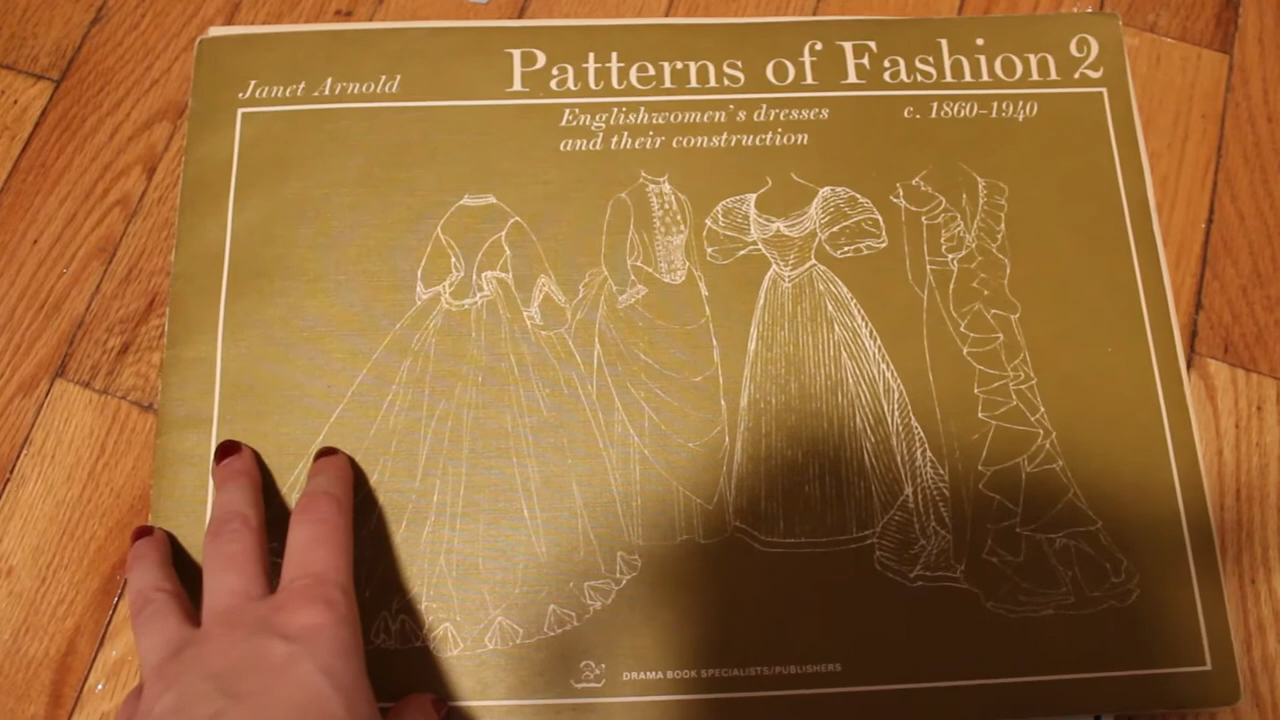 Janet Arnold
Patterns of Fashion 2
Englishwomen's dresses
and their construction
c. 1860-1940
DRAMA BOOK SPECIALISTS/PUBLISHERS